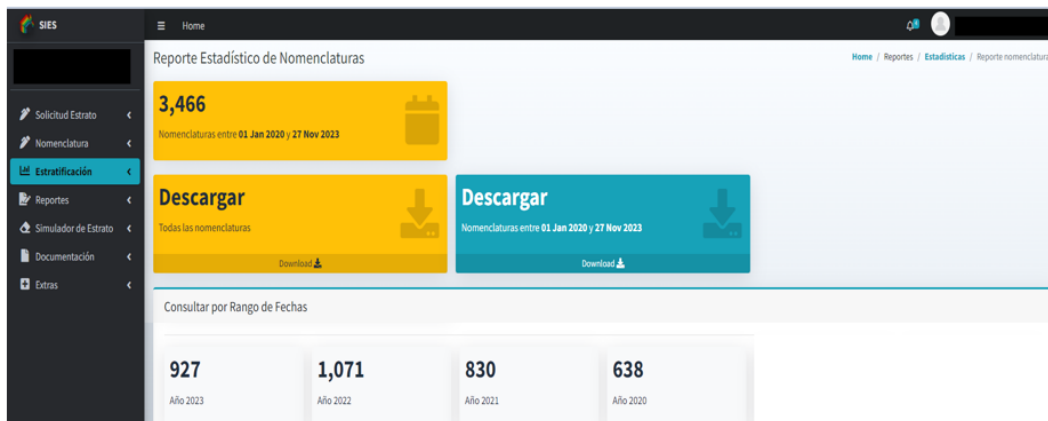 SIES
Home
Solicitud Estrato
Nomenclatura
Estratificación
Reportes
Simulador de Estrato
Documentación
Extras
Reporte Estadístico de Nomenclaturas
Home / Reportes / Estadísticas / Reporte nomenclatura
3,466
Nomenclaturas entre 01 Jan 2020 y 27 Nov 2023
Descargar
Todas las nomenclaturas
Download
Descargar
Nomenclaturas entre 01 Jan 2020 y 27 Nov 2023
Download
Consultar por Rango de Fechas
927
Año 2023
1,071
Año 2022
830
Año 2021
638
Año 2020